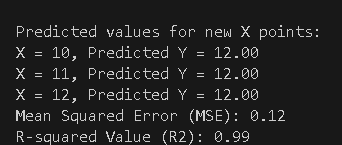 Predicted values for new X points:
X = 10, Predicted Y = 12.00
X = 11, Predicted Y = 12.00
X = 12, Predicted Y = 12.00
Mean Squared Error (MSE): 0.12
R-squared Value (R2): 0.99